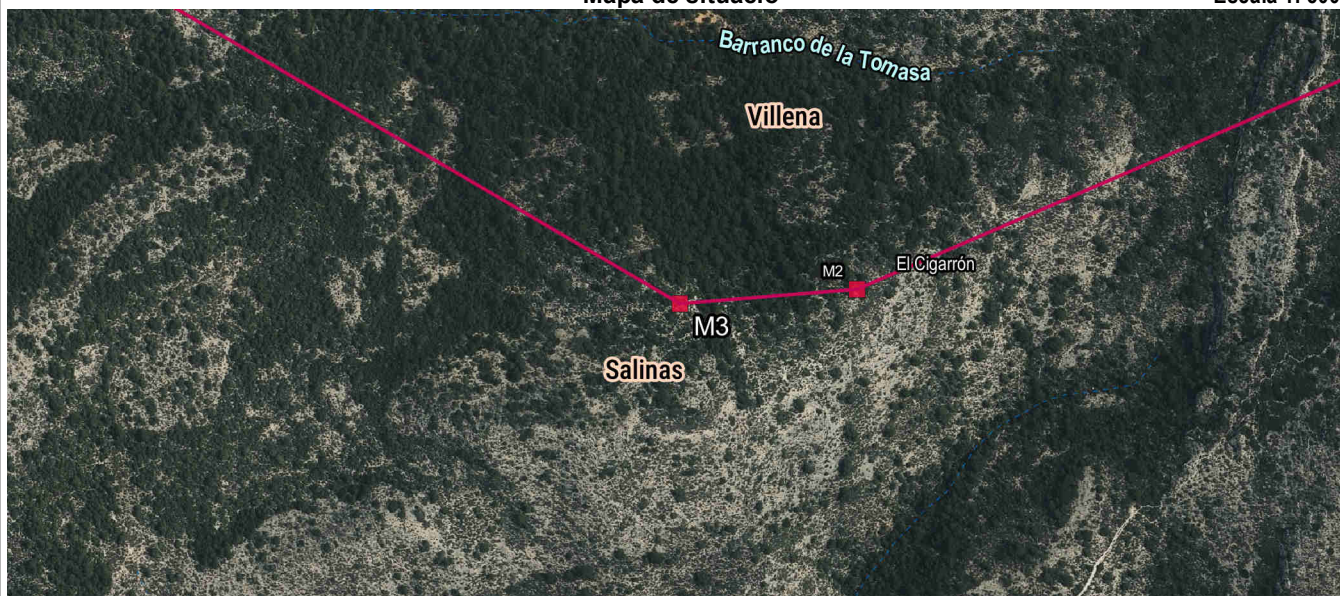 Mapa de situació
Barranco de la Tomasa
Villena
M2
El Cigarrón
M3
Salinas